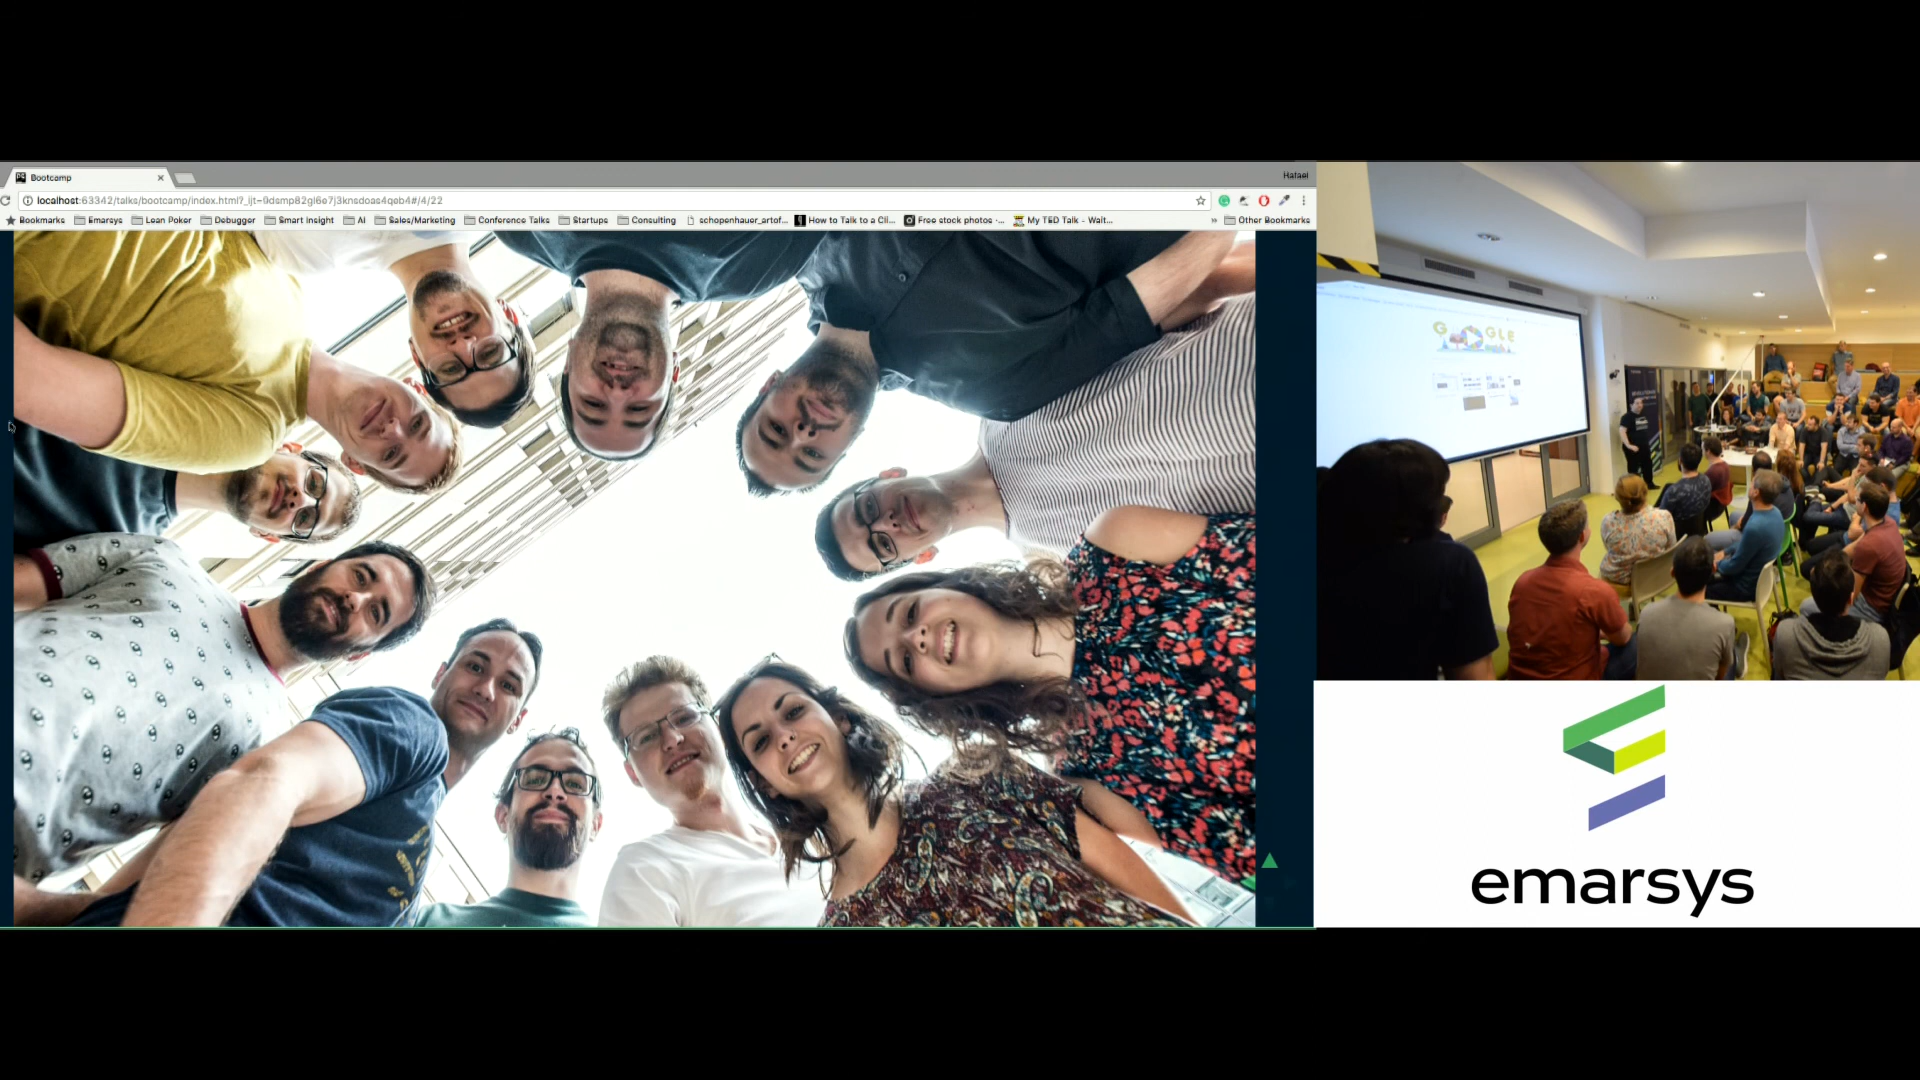 Bootcamp
Rafael
localhost:63342/talks/bootcamp/index.html?_ijt=9dsmp82gl6e7j3knsdoas4qeb4#/4/22
Bookmarks Emarsys Lean Poker Debugger Smart Insight AI Sales/Marketing Conference Talks Startups Consulting schopenhauer_artof... How to Talk to a Cli... Free stock photos ·... My TED Talk - Wait... » Other Bookmarks
GOOGLE
emarsys